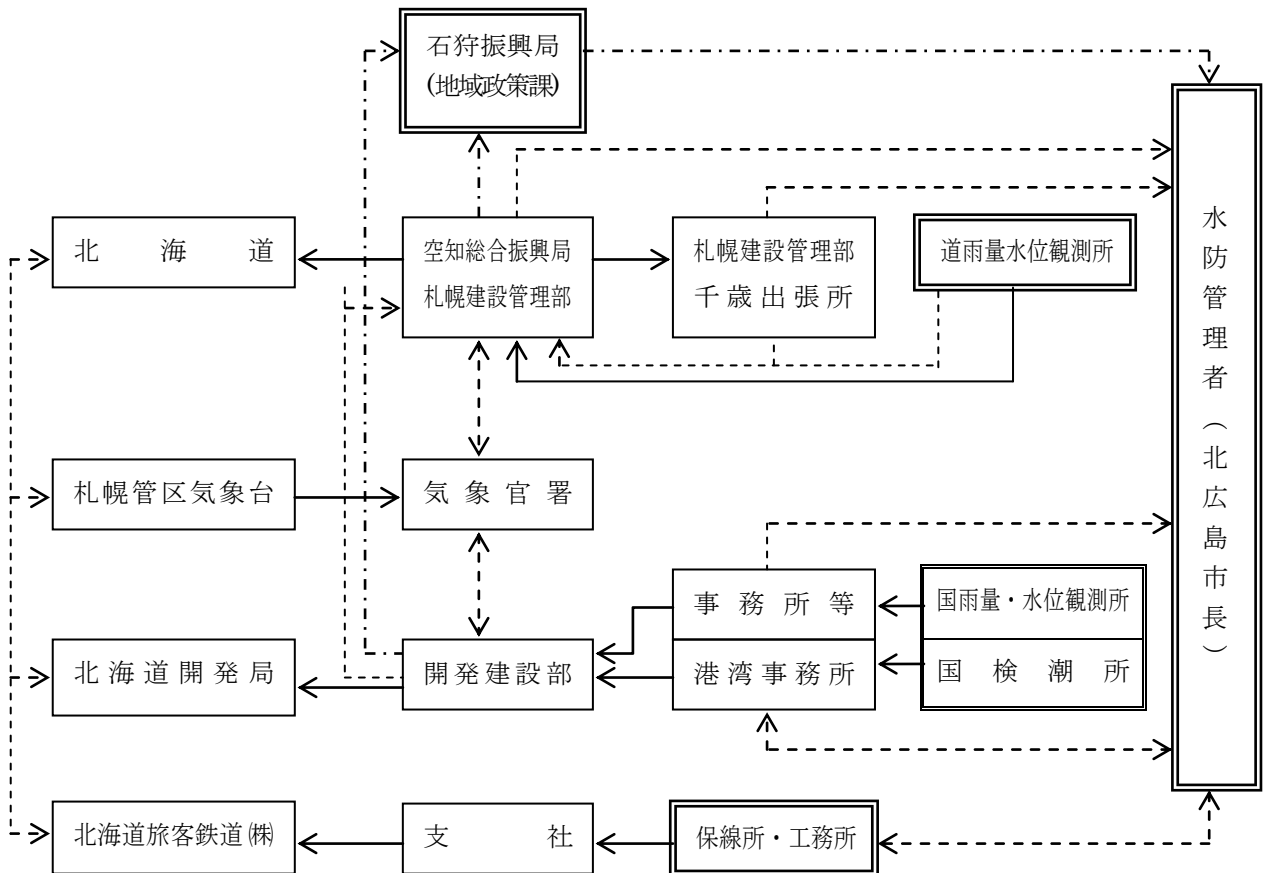 石狩振興局
(地域政策課)
北海道
空知総合振興局
札幌建設管理部
札幌建設管理部
千歳出張所
道雨量水位観測所
水防管理者(北広島市長)
札幌管区気象台
気象官署
事務所等
国雨量・水位観測所
北海道開発局
開発建設部
港湾事務所
国検潮所
北海道旅客鉄道(株)
支社
保線所・工務所